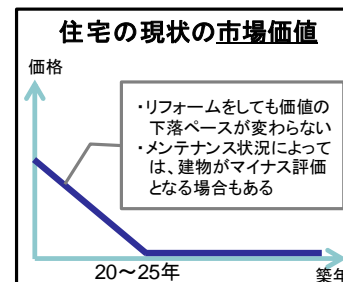 住宅の現状の市場価値
価格
・リフォームをしても価値の
下落ペースが変わらない
・メンテナンス状況によって
は、建物がマイナス評価
となる場合もある
20～25年
築年